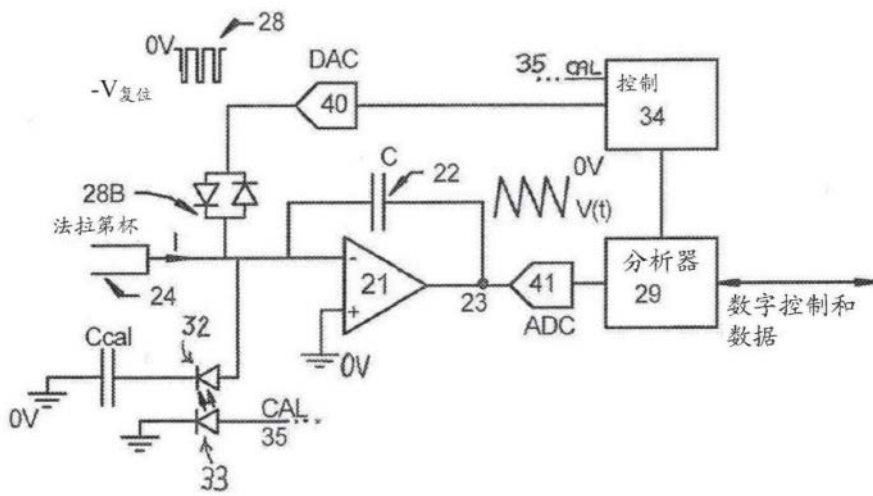 28
0V
-V复位
DAC
40
35 ... CAL
控制
34
28B
C
22
0V
V(t)
法拉第杯
I
24
-
21
+
23
0V
41
ADC
分析器
29
数字控制和
数据
Ccal
32
0V
CAL ...
35
33